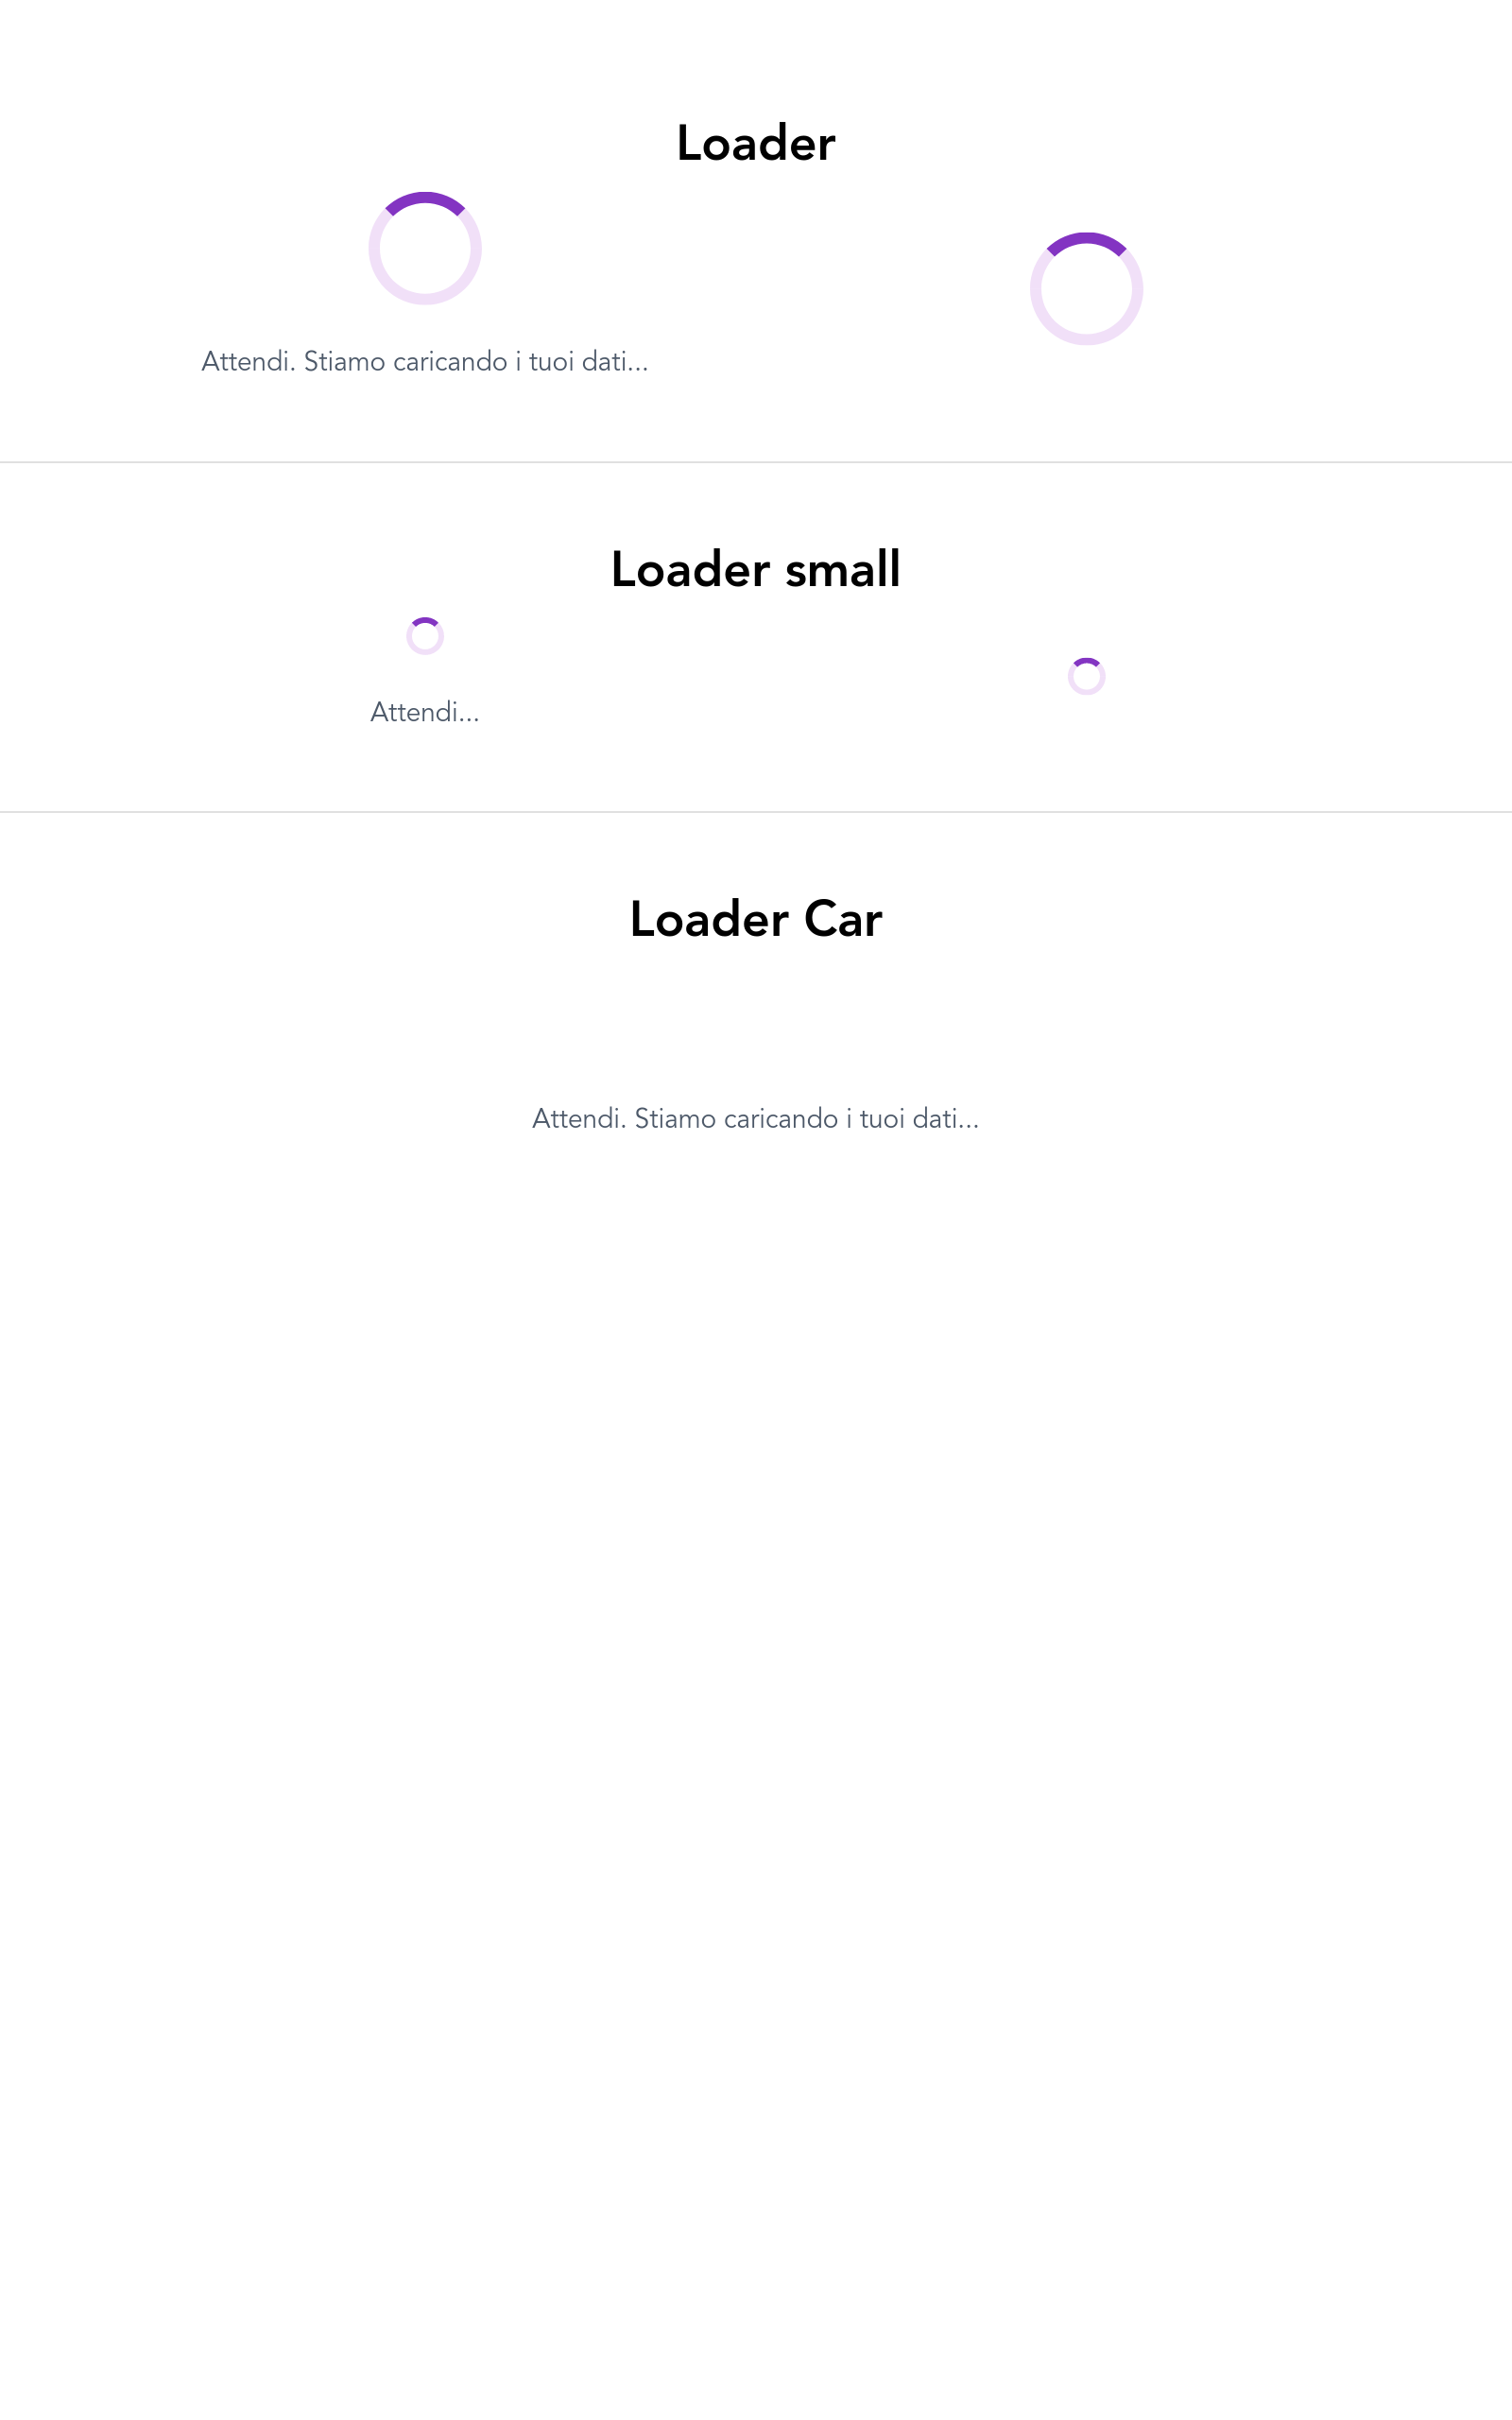 Loader
Attendi. Stiamo caricando i tuoi dati...
Loader small
Attendi...
Loader Car
Attendi. Stiamo caricando i tuoi dati...